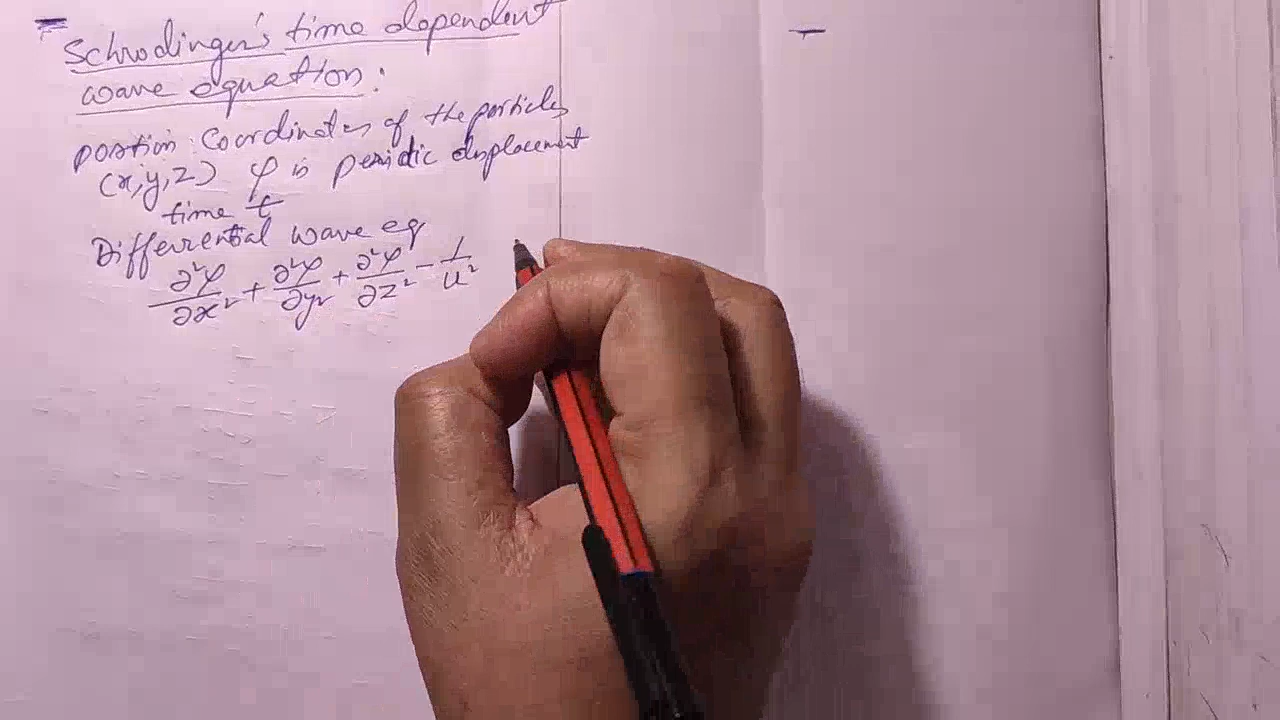 Schrodinger's time dependent
wave equation:
position coordinates of the particles
(x,y,z) φ is periodic displacement
time t
Differential wave eq
∂²φ/∂x² + ∂²φ/∂y² + ∂²φ/∂z² - 1/u²